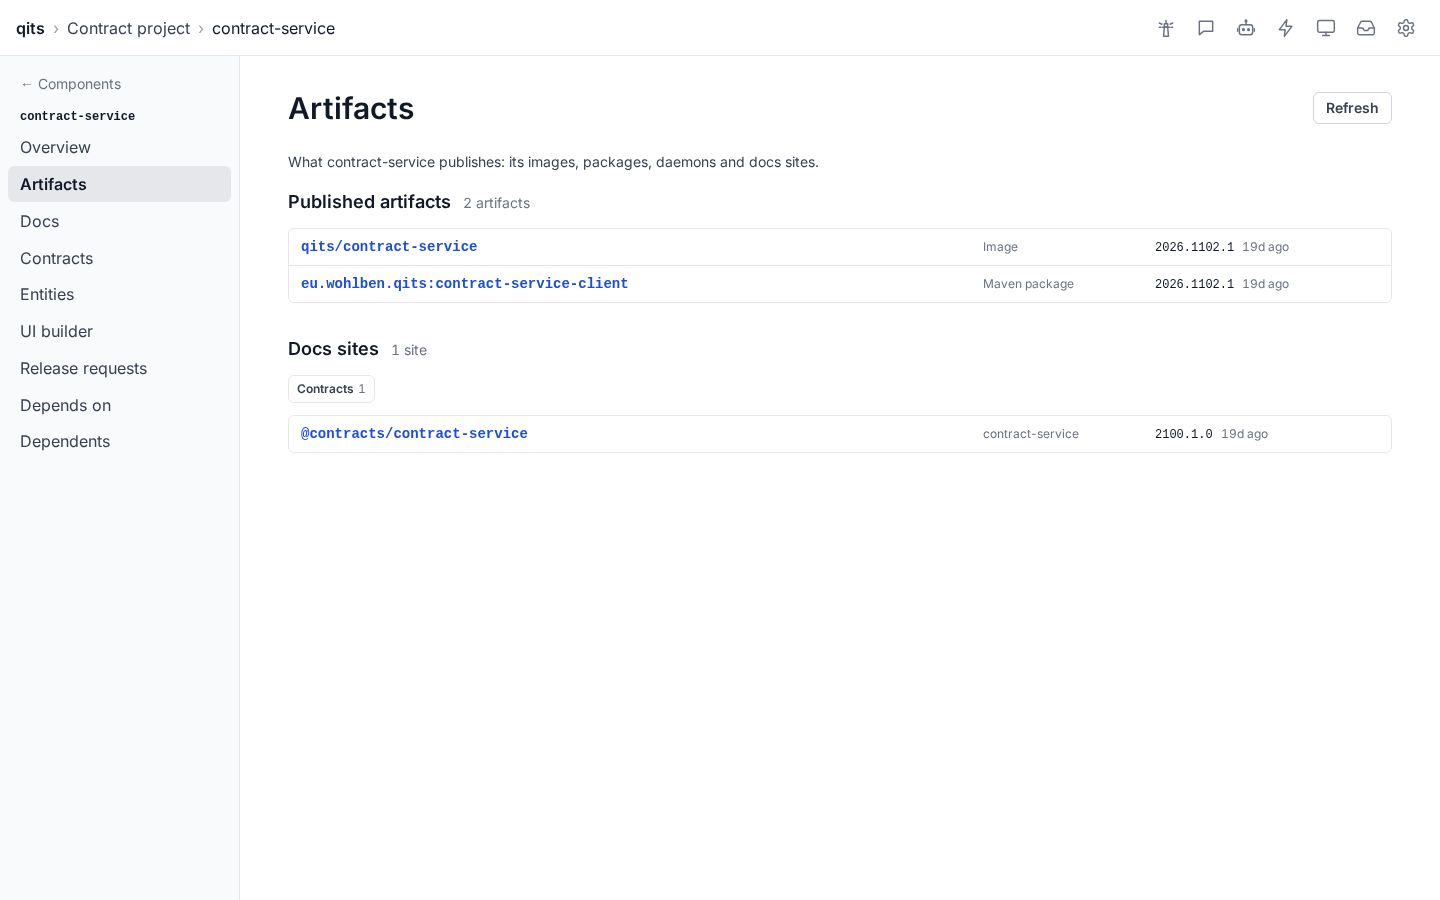 qits › Contract project › contract-service
← Components
contract-service
Overview
Artifacts
Docs
Contracts
Entities
UI builder
Release requests
Depends on
Dependents
Artifacts
Refresh
What contract-service publishes: its images, packages, daemons and docs sites.
Published artifacts 2 artifacts
qits/contract-service Image 2026.1102.1 19d ago
eu.wohlben.qits:contract-service-client Maven package 2026.1102.1 19d ago
Docs sites 1 site
Contracts 1
@contracts/contract-service contract-service 2100.1.0 19d ago